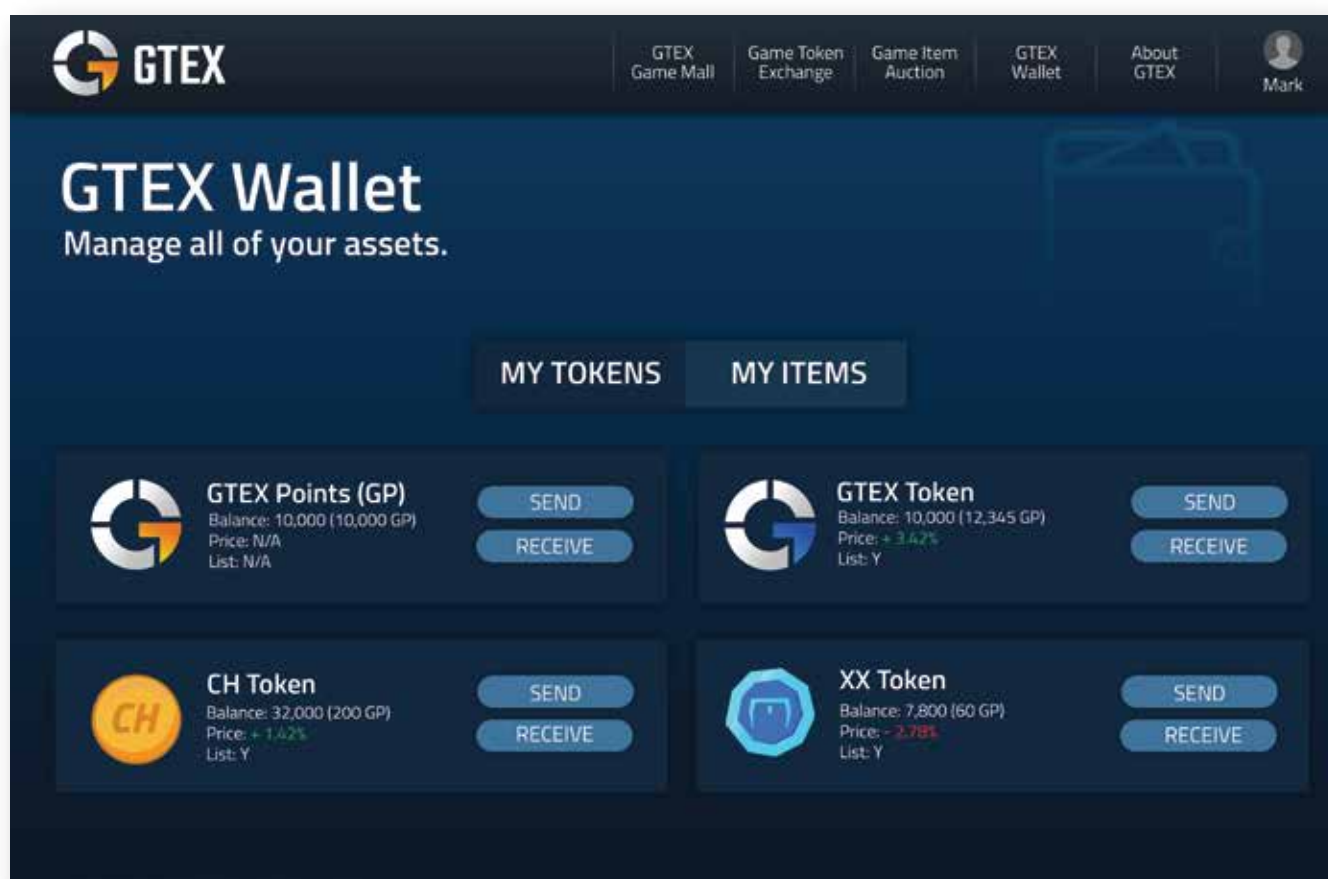 GTEX
GTEX
Game Mall
Game Token
Exchange
Game Item
Auction
GTEX
Wallet
About
GTEX
Mark
GTEX Wallet
Manage all of your assets.
MY TOKENS
MY ITEMS
GTEX Points (GP)
Balance: 10,000 (10,000 GP)
Price: N/A
List: N/A
SEND
RECEIVE
GTEX Token
Balance: 10,000 (12,345 GP)
Price: + 3.42%
List: Y
SEND
RECEIVE
CH
CH Token
Balance: 32,000 (200 GP)
Price: + 1.42%
List: Y
SEND
RECEIVE
XX Token
Balance: 7,800 (60 GP)
Price: - 2.78%
List: Y
SEND
RECEIVE